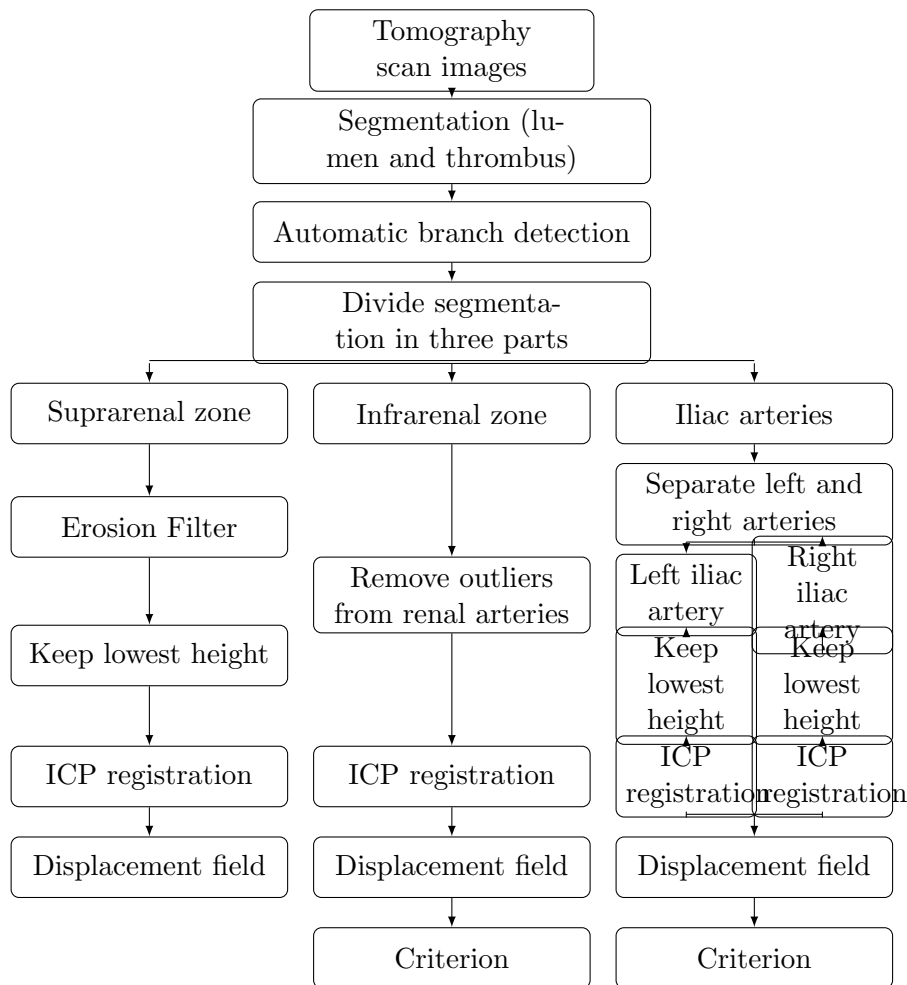 Tomography
scan images
Segmentation (lu-
men and thrombus)
Automatic branch detection
Divide segmenta-
tion in three parts
Suprarenal zone
Infrarenal zone
Iliac arteries
Erosion Filter
Separate left and
right arteries
Remove outliers
from renal arteries
Left iliac
artery
Right
iliac
artery
Keep lowest height
Keep
lowest
height
Keep
lowest
height
ICP registration
ICP registration
ICP
registration
ICP
registration
Displacement field
Displacement field
Displacement field
Criterion
Criterion